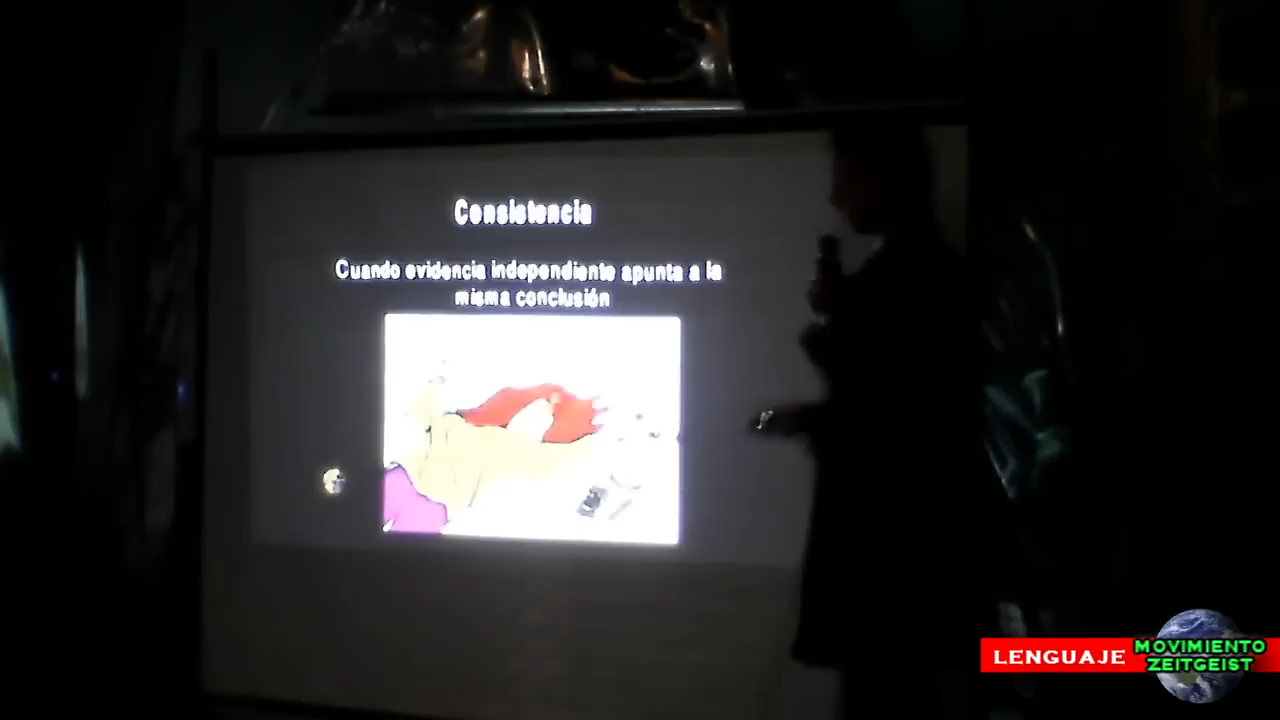 Consistencia
Cuando evidencia independiente apunta a la
misma conclusión
LENGUAJE
MOVIMIENTO
ZEITGEIST